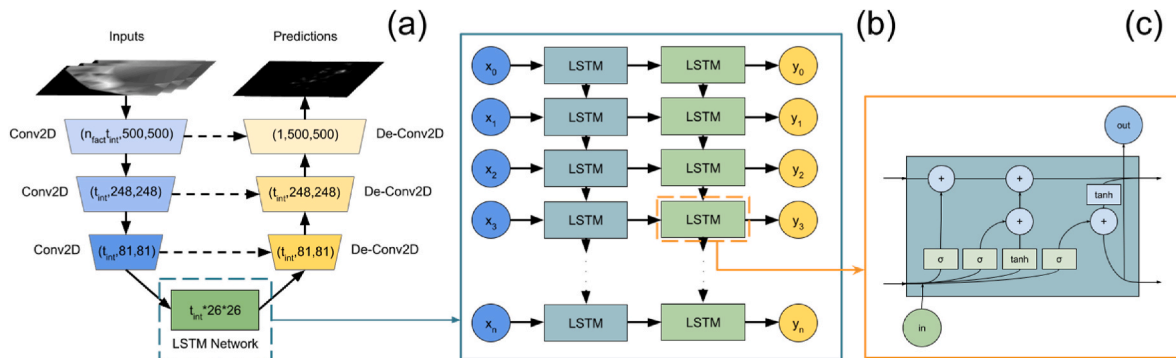 Inputs
Predictions
(a)
Conv2D
(n_fact t_int,500,500)
(1,500,500)
De-Conv2D
Conv2D
(t_int,248,248)
(t_int,248,248)
De-Conv2D
Conv2D
(t_int,81,81)
(t_int,81,81)
De-Conv2D
t_int*26*26
LSTM Network
(b)
x_0
LSTM
LSTM
y_0
x_1
LSTM
LSTM
y_1
x_2
LSTM
LSTM
y_2
x_3
LSTM
LSTM
y_3
x_n
LSTM
LSTM
y_n
(c)
out
+
+
tanh
+
+
σ
σ
tanh
σ
in